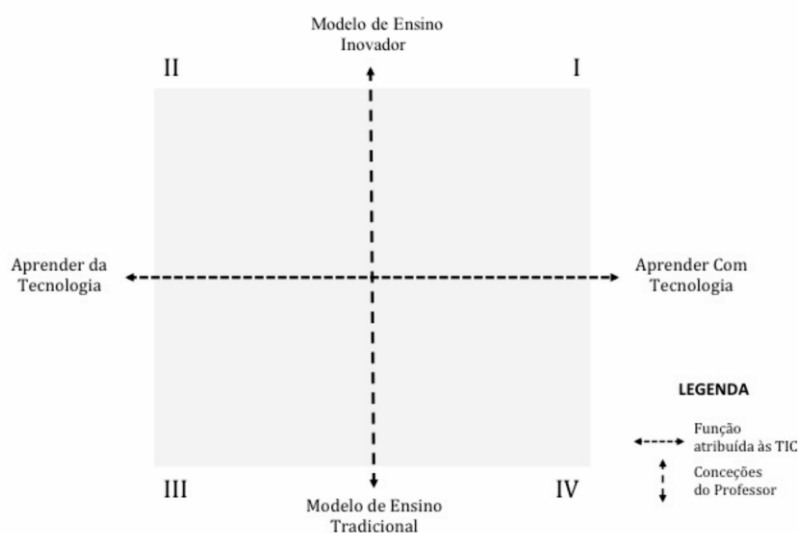 Modelo de Ensino
Inovador
II
I
Aprender da
Tecnologia
Aprender Com
Tecnologia
LEGENDA
Função
atribuída às TIC
Conceções
do Professor
III
IV
Modelo de Ensino
Tradicional